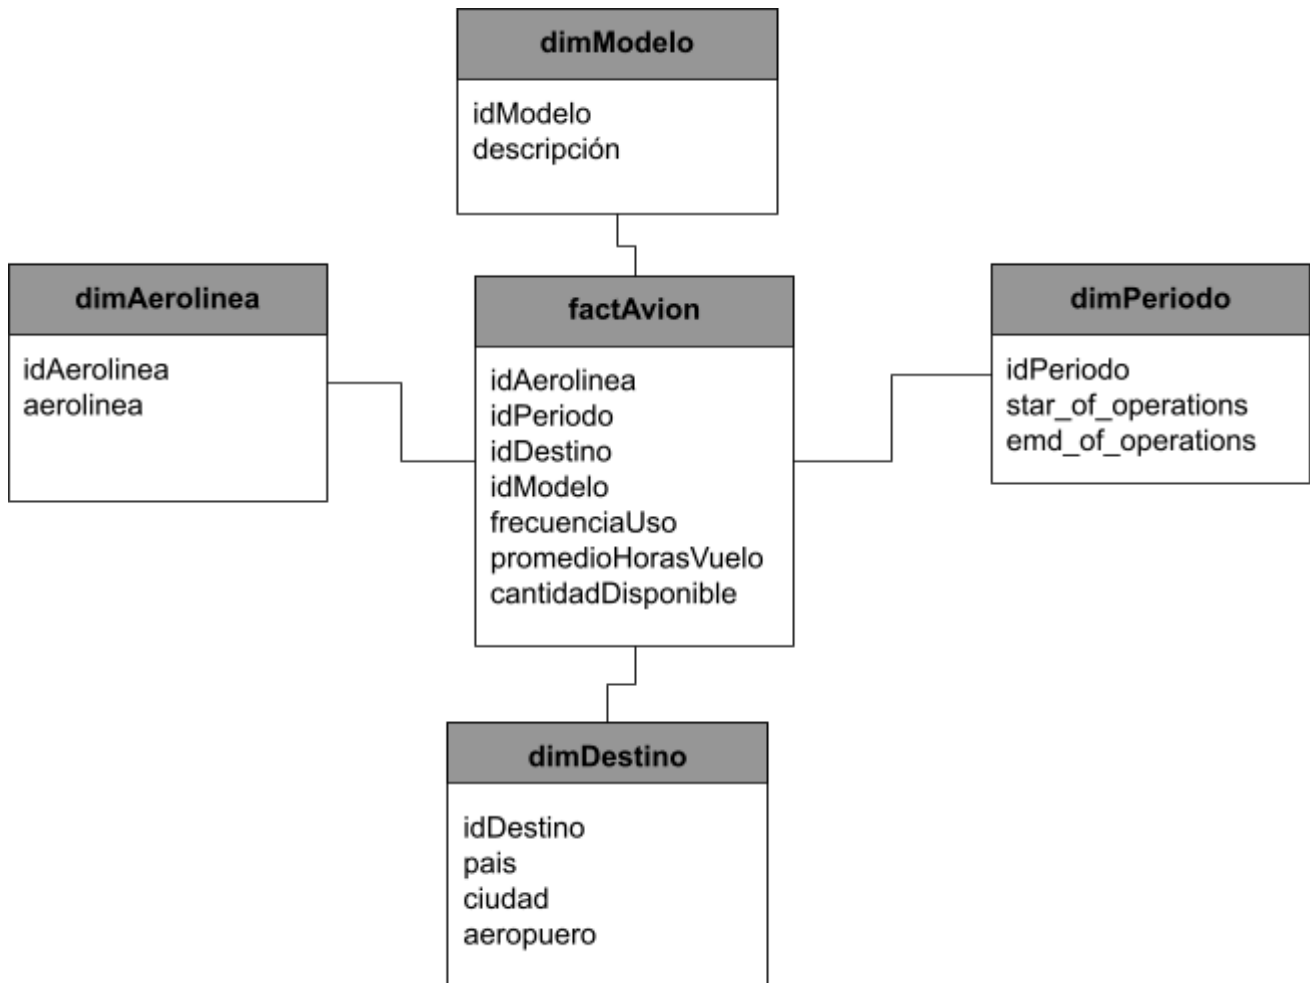 dimModelo
idModelo
descripción
dimAerolinea
idAerolinea
aerolinea
factAvion
idAerolinea
idPeriodo
idDestino
idModelo
frecuenciaUso
promedioHorasVuelo
cantidadDisponible
dimPeriodo
idPeriodo
star_of_operations
emd_of_operations
dimDestino
idDestino
pais
ciudad
aeropuero